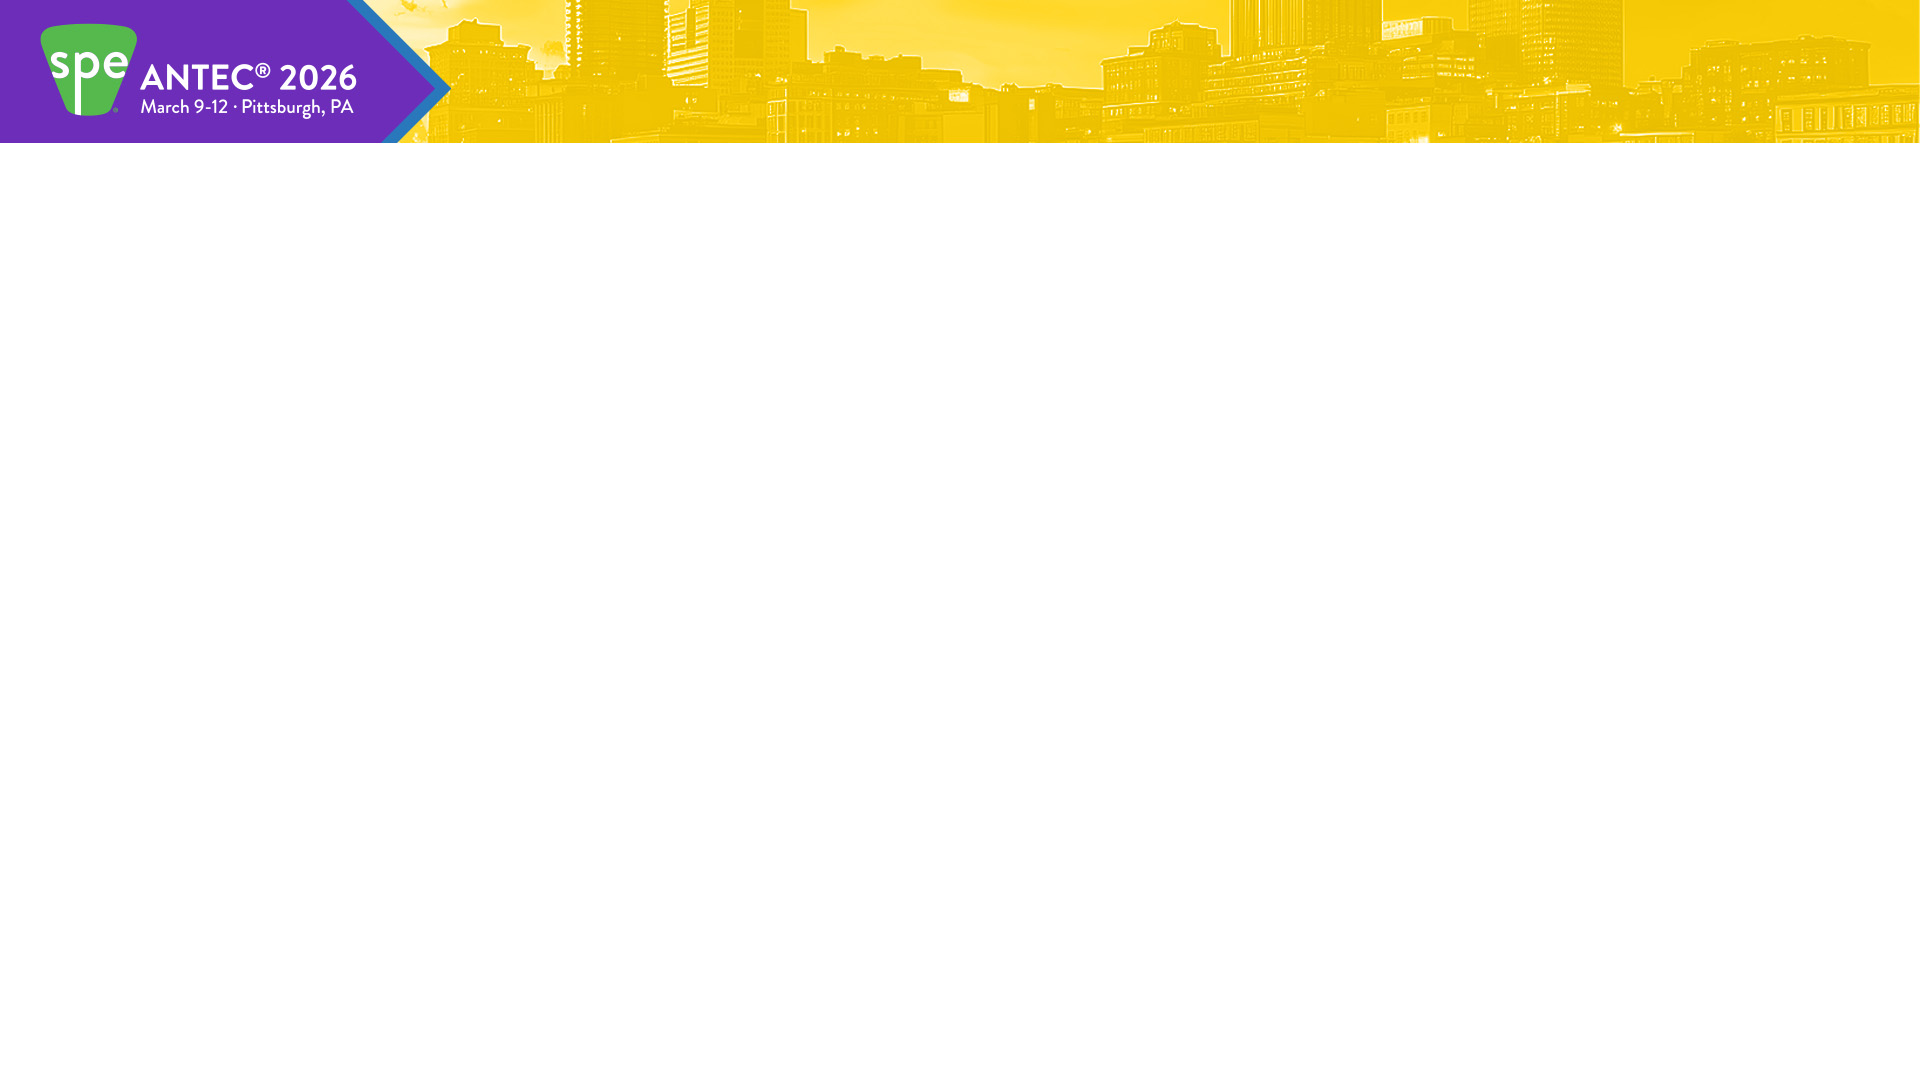 spe
ANTEC® 2026
March 9-12 · Pittsburgh, PA